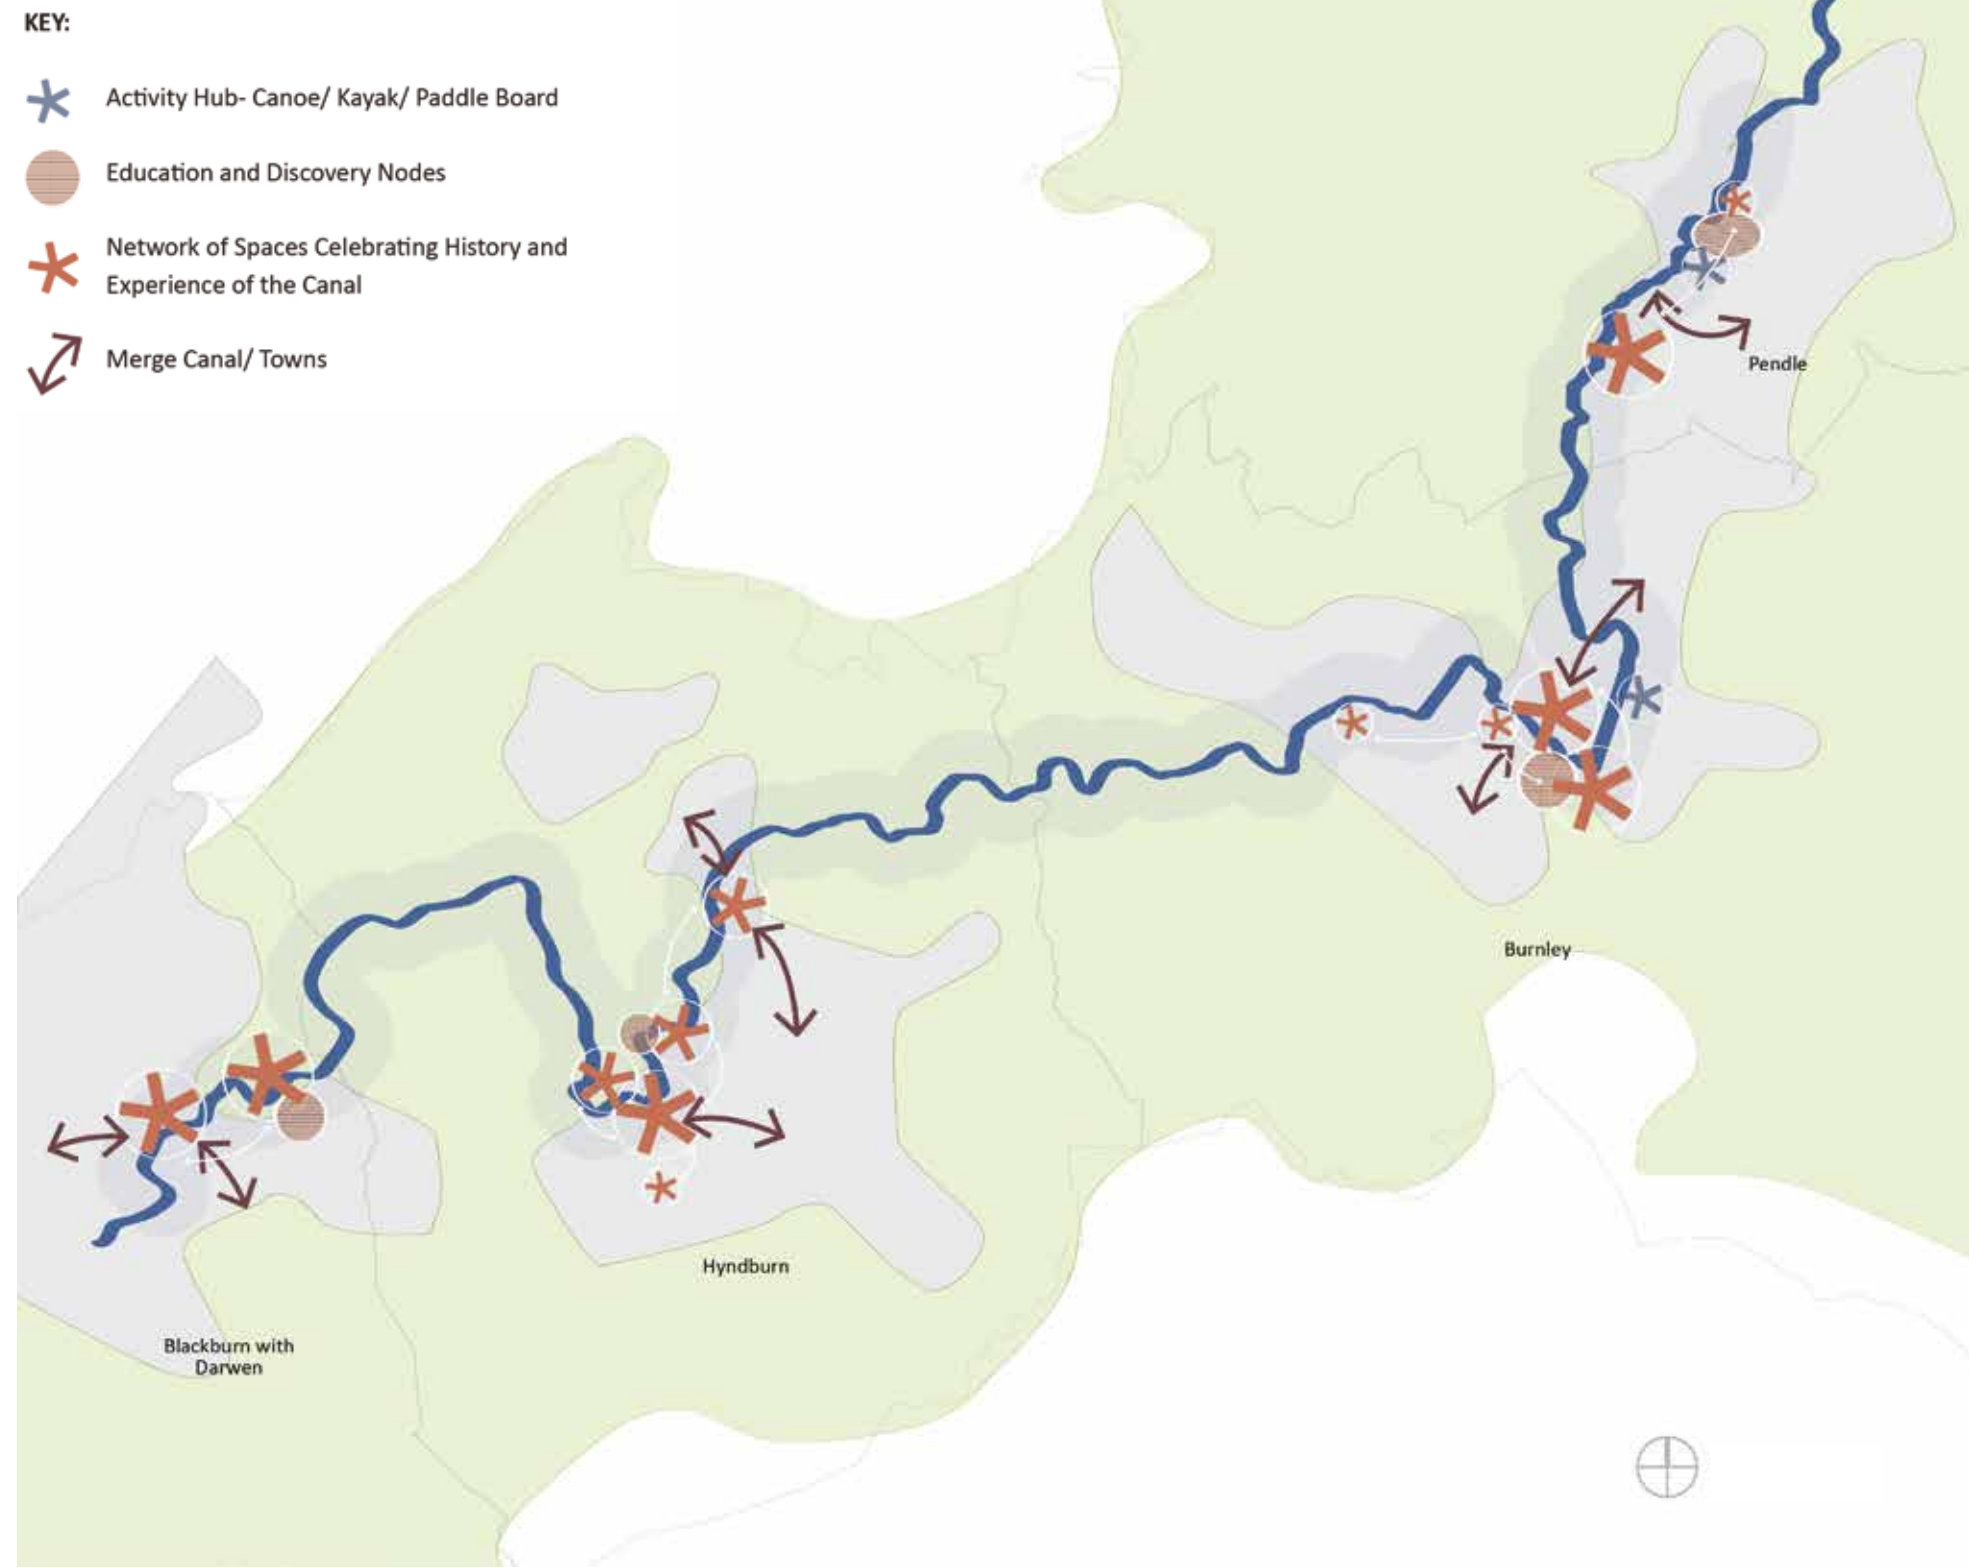 KEY:
Activity Hub- Canoe/ Kayak/ Paddle Board
Education and Discovery Nodes
Network of Spaces Celebrating History and
Experience of the Canal
Merge Canal/ Towns
Pendle
Burnley
Hyndburn
Blackburn with
Darwen